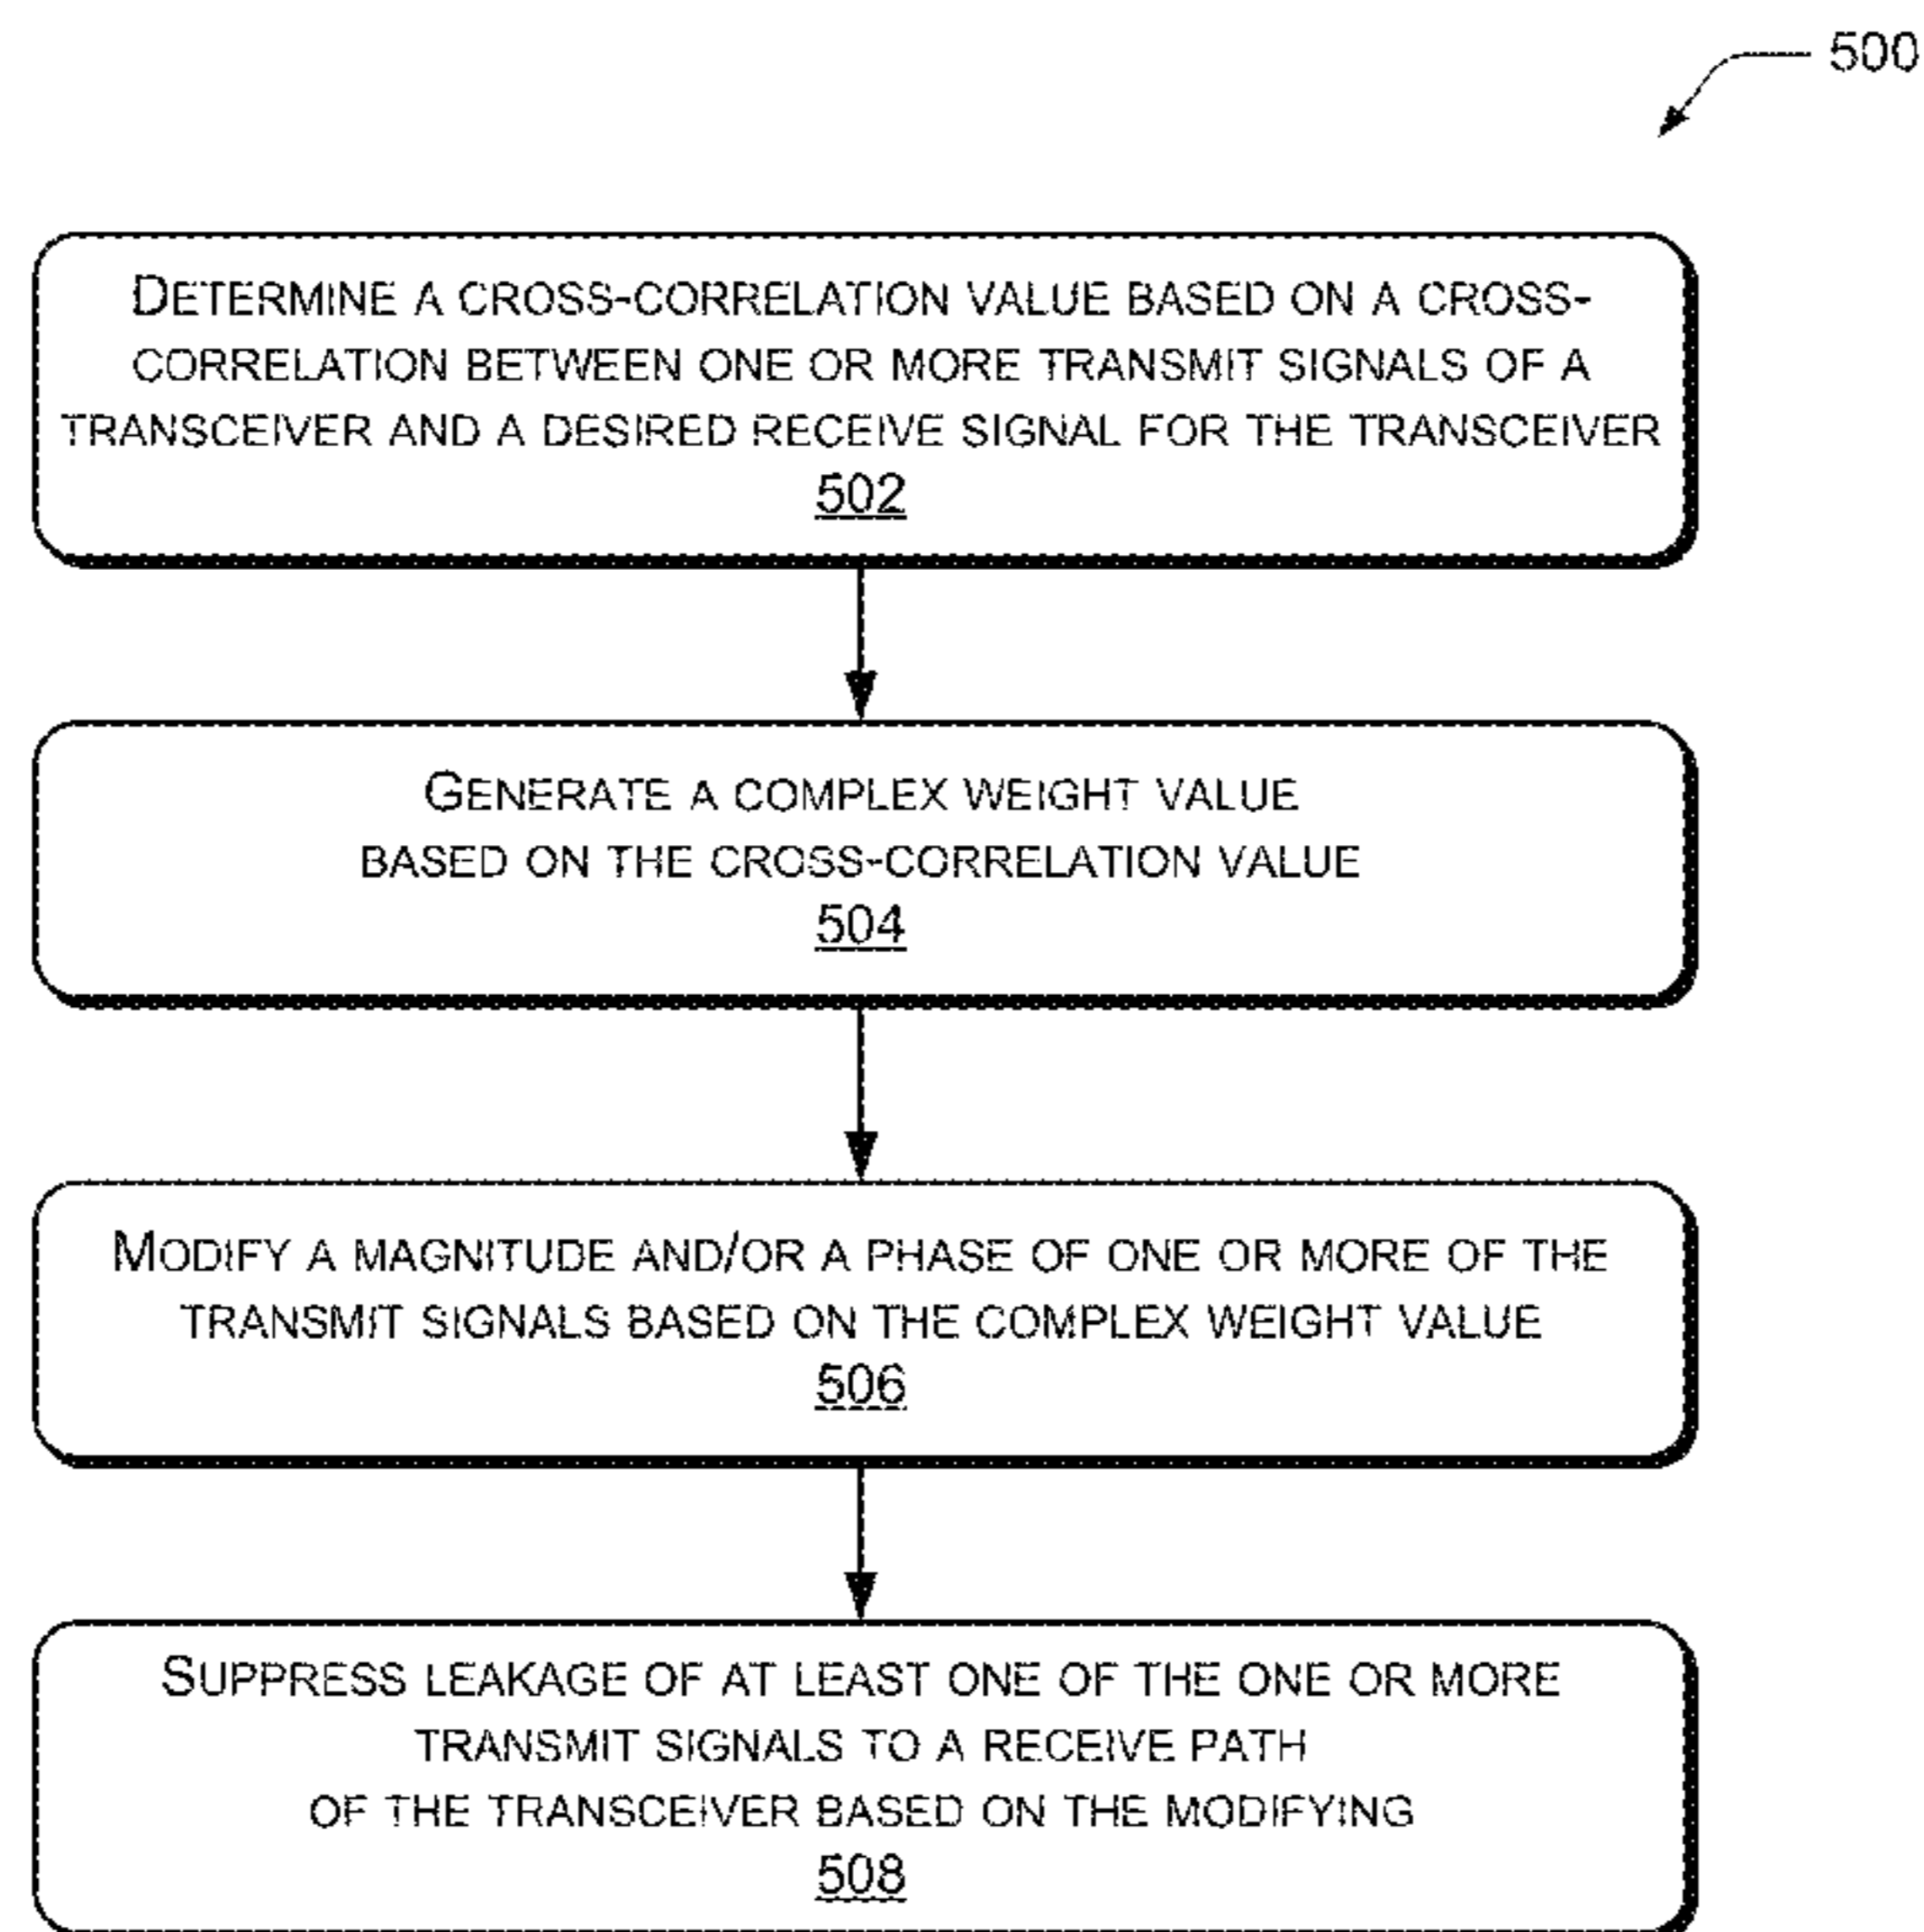 500
DETERMINE A CROSS-CORRELATION VALUE BASED ON A CROSS-
CORRELATION BETWEEN ONE OR MORE TRANSMIT SIGNALS OF A
TRANSCEIVER AND A DESIRED RECEIVE SIGNAL FOR THE TRANSCEIVER
502
GENERATE A COMPLEX WEIGHT VALUE
BASED ON THE CROSS-CORRELATION VALUE
504
MODIFY A MAGNITUDE AND/OR A PHASE OF ONE OR MORE OF THE
TRANSMIT SIGNALS BASED ON THE COMPLEX WEIGHT VALUE
506
SUPPRESS LEAKAGE OF AT LEAST ONE OF THE ONE OR MORE
TRANSMIT SIGNALS TO A RECEIVE PATH
OF THE TRANSCEIVER BASED ON THE MODIFYING
508